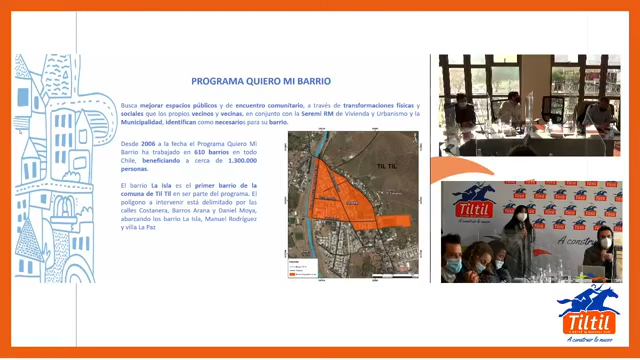 PROGRAMA QUIERO MI BARRIO
Busca mejorar espacios públicos y de encuentro comunitario, a través de transformaciones físicas y
sociales que los propios vecinos y vecinas, en conjunto con la Seremi RM de Vivienda y Urbanismo y la
Municipalidad, identifican como necesarios para su barrio.
Desde 2006 a la fecha el Programa Quiero Mi
Barrio ha trabajado en 610 barrios en todo
Chile, beneficiando a cerca de 1.300.000
personas.
El barrio La Isla es el primer barrio de la
comuna de Til Til en ser parte del programa. El
polígono a intervenir está delimitado por las
calles Costanera, Barros Arana y Daniel Moya,
abarcando los barrio La Isla, Manuel Rodríguez
y villa La Paz
TIL TIL
Tiltil
A construir lo nuevo
A constru
Tiltil
A construir lo nuevo